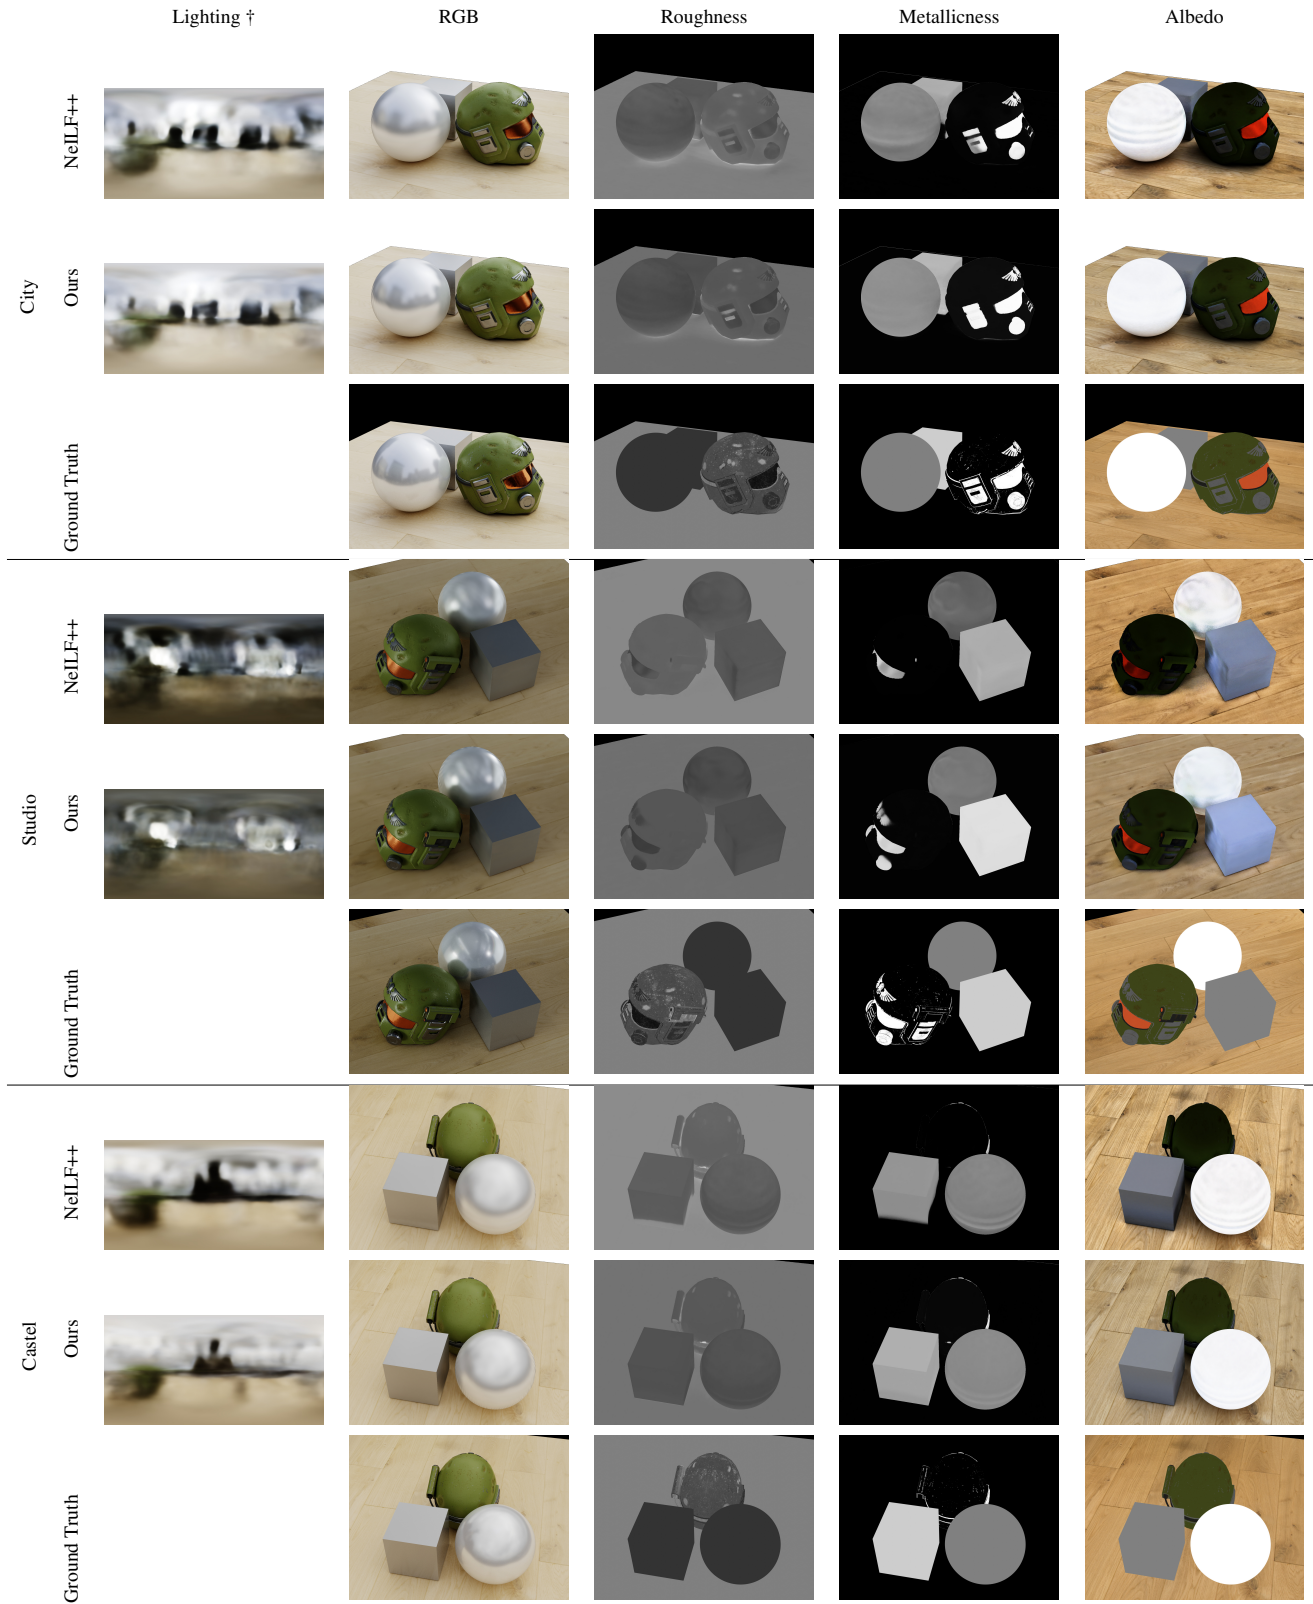 Lighting † RGB Roughness Metallicness Albedo
City
NeILF++
Ours
Ground Truth
Studio
NeILF++
Ours
Ground Truth
Castel
NeILF++
Ours
Ground Truth